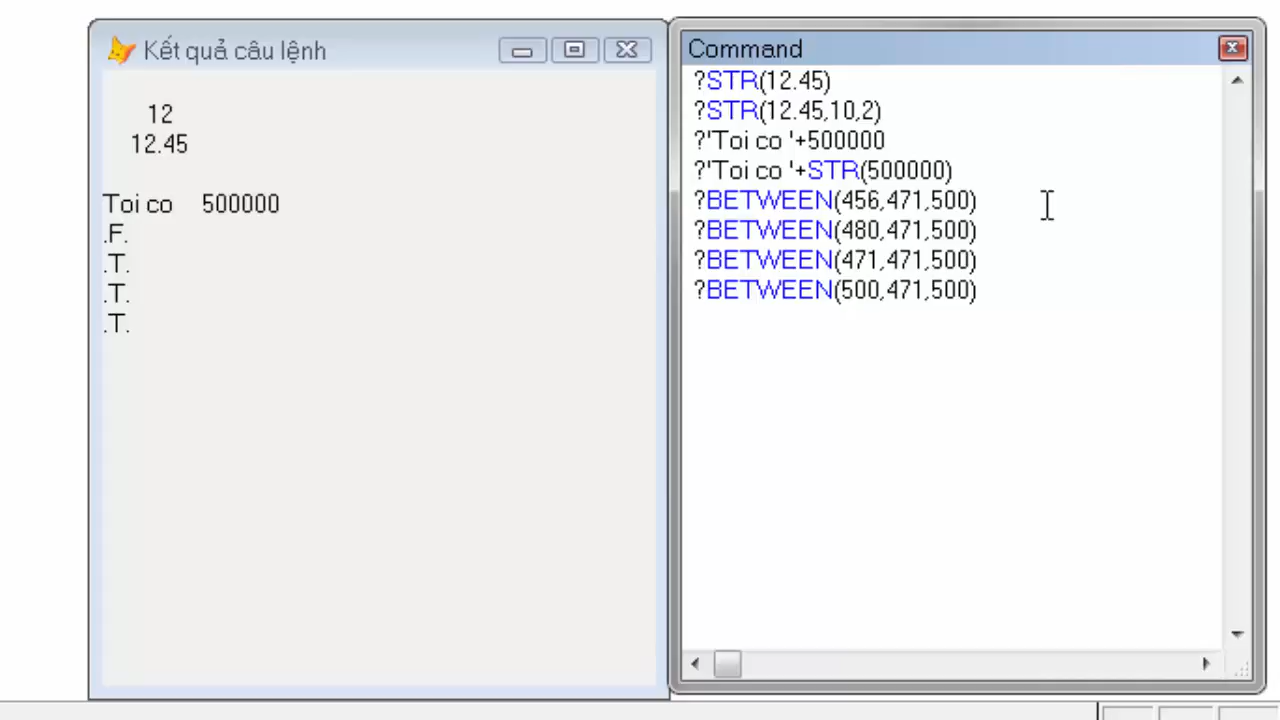 Kết quả câu lệnh
12
12.45
Toi co 500000
.F.
.T.
.T.
.T.
Command
?STR(12.45)
?STR(12.45,10,2)
?'Toi co '+500000
?'Toi co '+STR(500000)
?BETWEEN(456,471,500)
?BETWEEN(480,471,500)
?BETWEEN(471,471,500)
?BETWEEN(500,471,500)